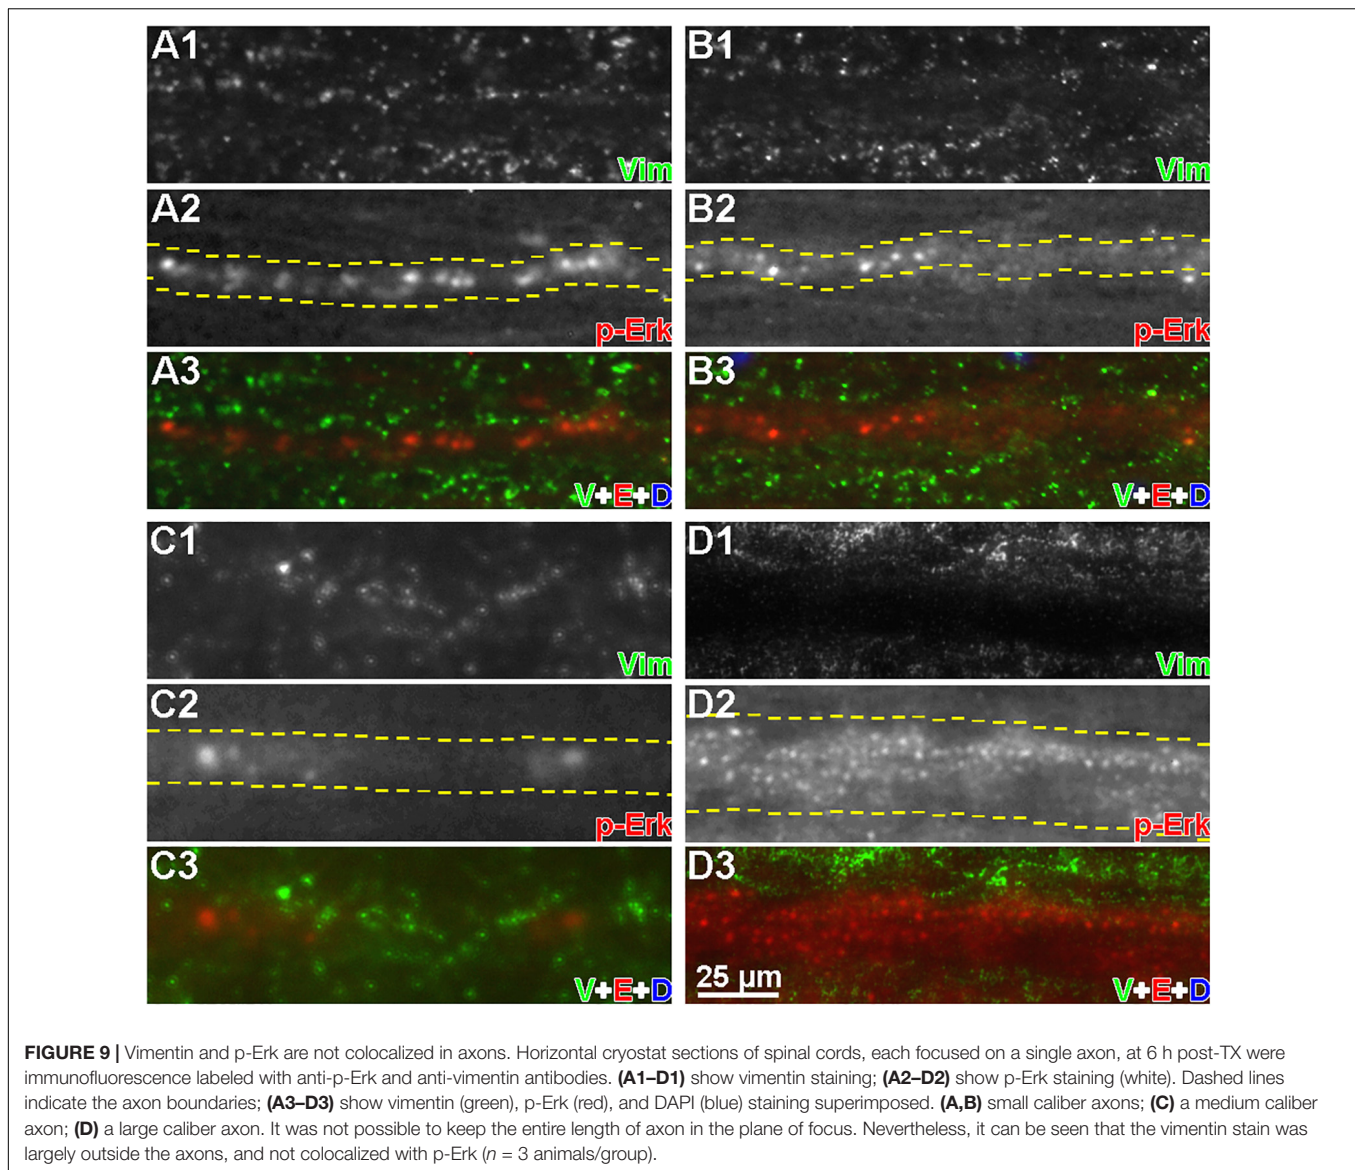 A1
Vim
B1
Vim
A2
p-Erk
B2
p-Erk
A3
V+E+D
B3
V+E+D
C1
Vim
D1
Vim
C2
p-Erk
D2
p-Erk
C3
V+E+D
D3
25 µm
V+E+D
FIGURE 9 | Vimentin and p-Erk are not colocalized in axons. Horizontal cryostat sections of spinal cords, each focused on a single axon, at 6 h post-TX were
immunofluorescence labeled with anti-p-Erk and anti-vimentin antibodies. (A1–D1) show vimentin staining; (A2–D2) show p-Erk staining (white). Dashed lines
indicate the axon boundaries; (A3–D3) show vimentin (green), p-Erk (red), and DAPI (blue) staining superimposed. (A,B) small caliber axons; (C) a medium caliber
axon; (D) a large caliber axon. It was not possible to keep the entire length of axon in the plane of focus. Nevertheless, it can be seen that the vimentin stain was
largely outside the axons, and not colocalized with p-Erk (n = 3 animals/group).